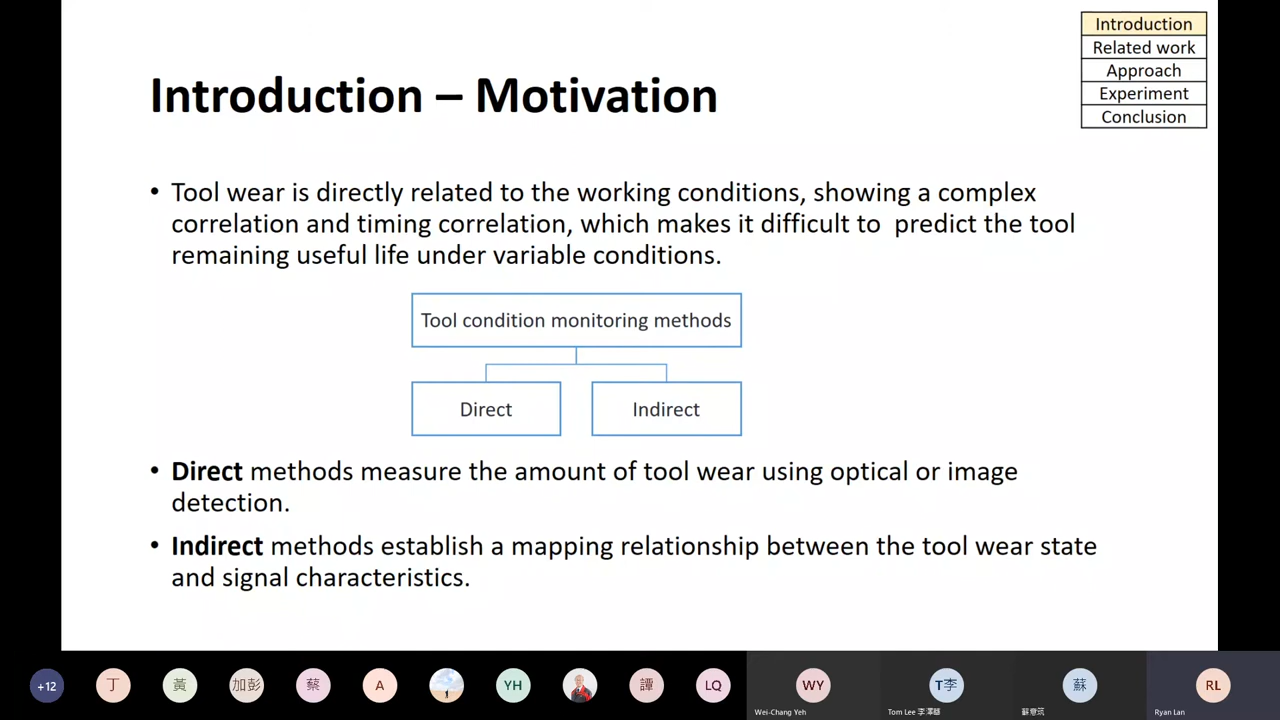 Introduction
Related work
Approach
Experiment
Conclusion
Introduction – Motivation
• Tool wear is directly related to the working conditions, showing a complex
correlation and timing correlation, which makes it difficult to  predict the tool
remaining useful life under variable conditions.
Tool condition monitoring methods
Direct
Indirect
• Direct methods measure the amount of tool wear using optical or image
detection.
• Indirect methods establish a mapping relationship between the tool wear state
and signal characteristics.
+12
丁
黃
加彭
蔡
A
YH
譚
LQ
WY
T李
蘇
RL
Wei-Chang Yeh
Ryan Lan